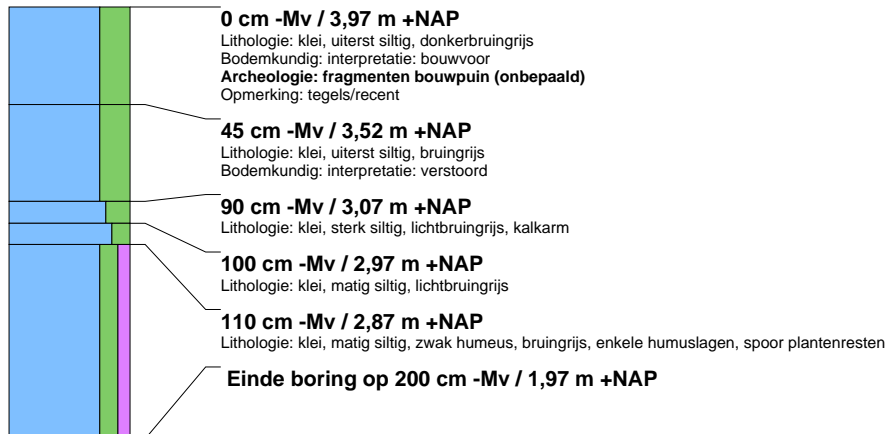 0 cm -Mv / 3,97 m +NAP
Lithologie: klei, uiterst siltig, donkerbruingrijs
Bodemkundig: interpretatie: bouwvoor
Archeologie: fragmenten bouwpuin (onbepaald)
Opmerking: tegels/recent
45 cm -Mv / 3,52 m +NAP
Lithologie: klei, uiterst siltig, bruingrijs
Bodemkundig: interpretatie: verstoord
90 cm -Mv / 3,07 m +NAP
Lithologie: klei, sterk siltig, lichtbruingrijs, kalkarm
100 cm -Mv / 2,97 m +NAP
Lithologie: klei, matig siltig, lichtbruingrijs
110 cm -Mv / 2,87 m +NAP
Lithologie: klei, matig siltig, zwak humeus, bruingrijs, enkele humuslagen, spoor plantenresten
Einde boring op 200 cm -Mv / 1,97 m +NAP